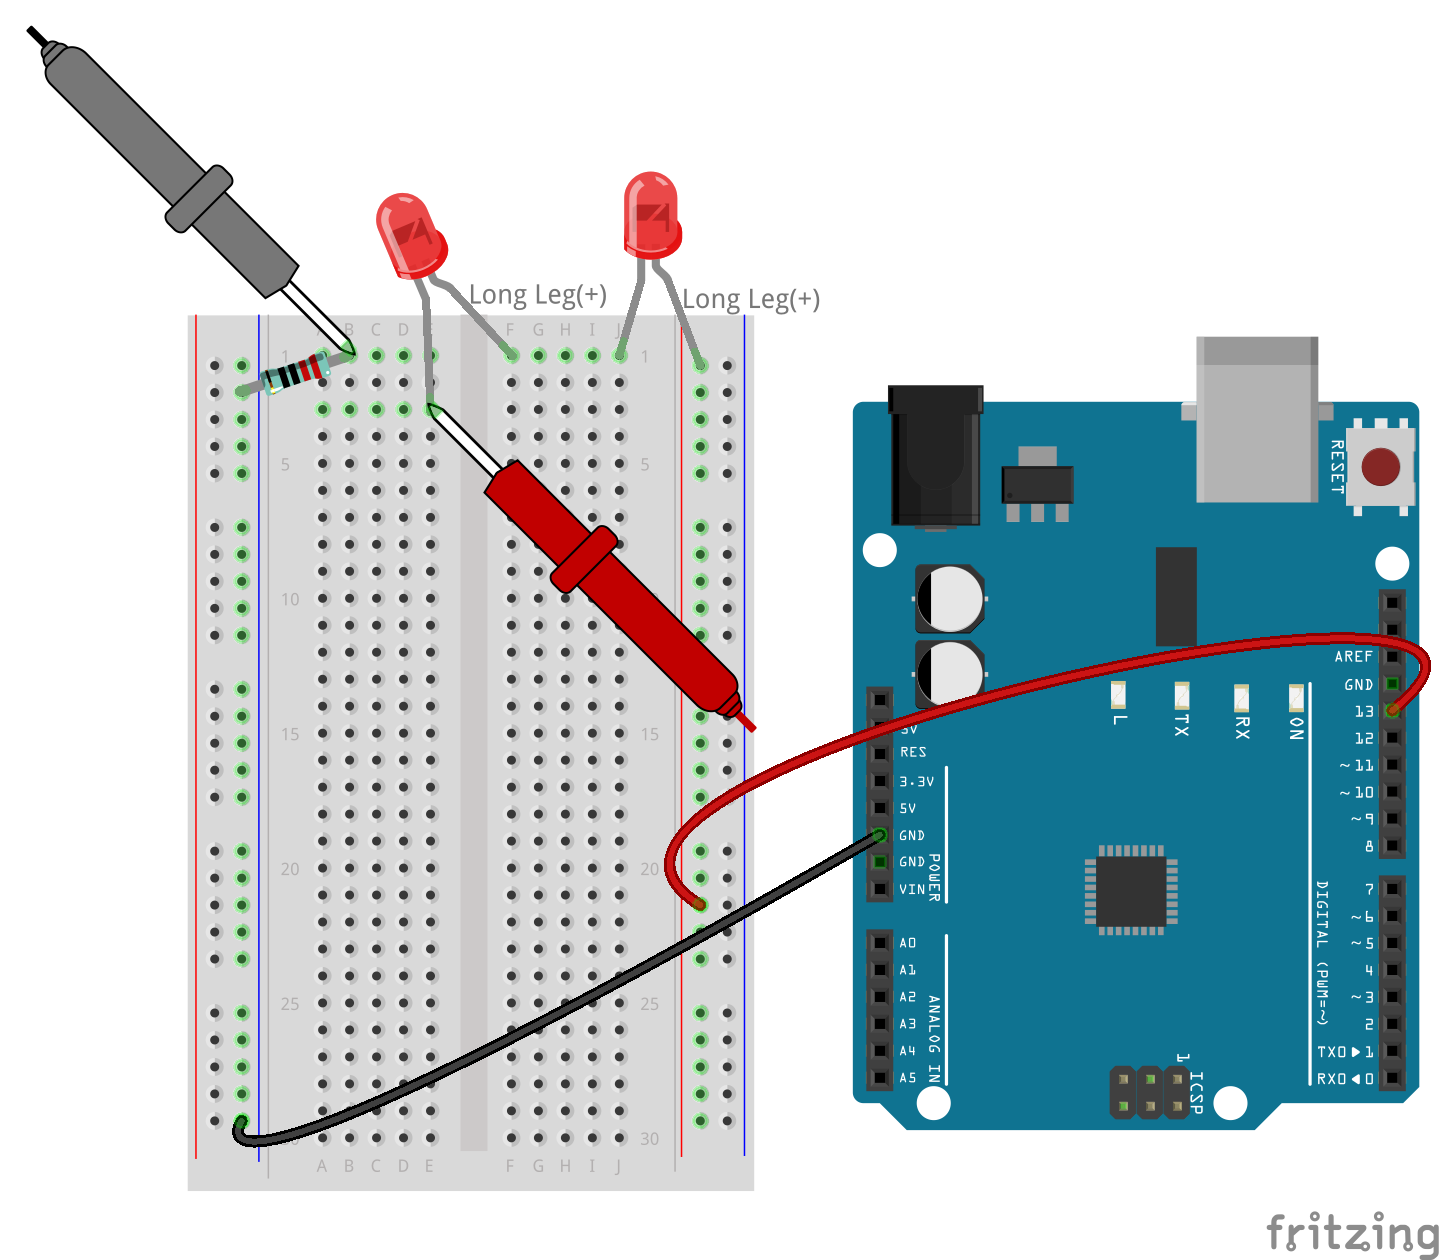 Long Leg(+)
Long Leg(+)
B C D F G H I J
1 1
5 5
10
15 15
20 20
25 25
30
A B C D E F G H I J
RESET
AREF
GND
13
12
~11
~10
~9
8
L TX RX ON
5V
RES
3.3V
5V
GND
GND
VIN
POWER
A0
A1
A2
A3
A4
A5
ANALOG IN
7
~6
~5
4
~3
2
TX0▶1
RX0◀0
DIGITAL (PWM=~)
1
ICSP
fritzing